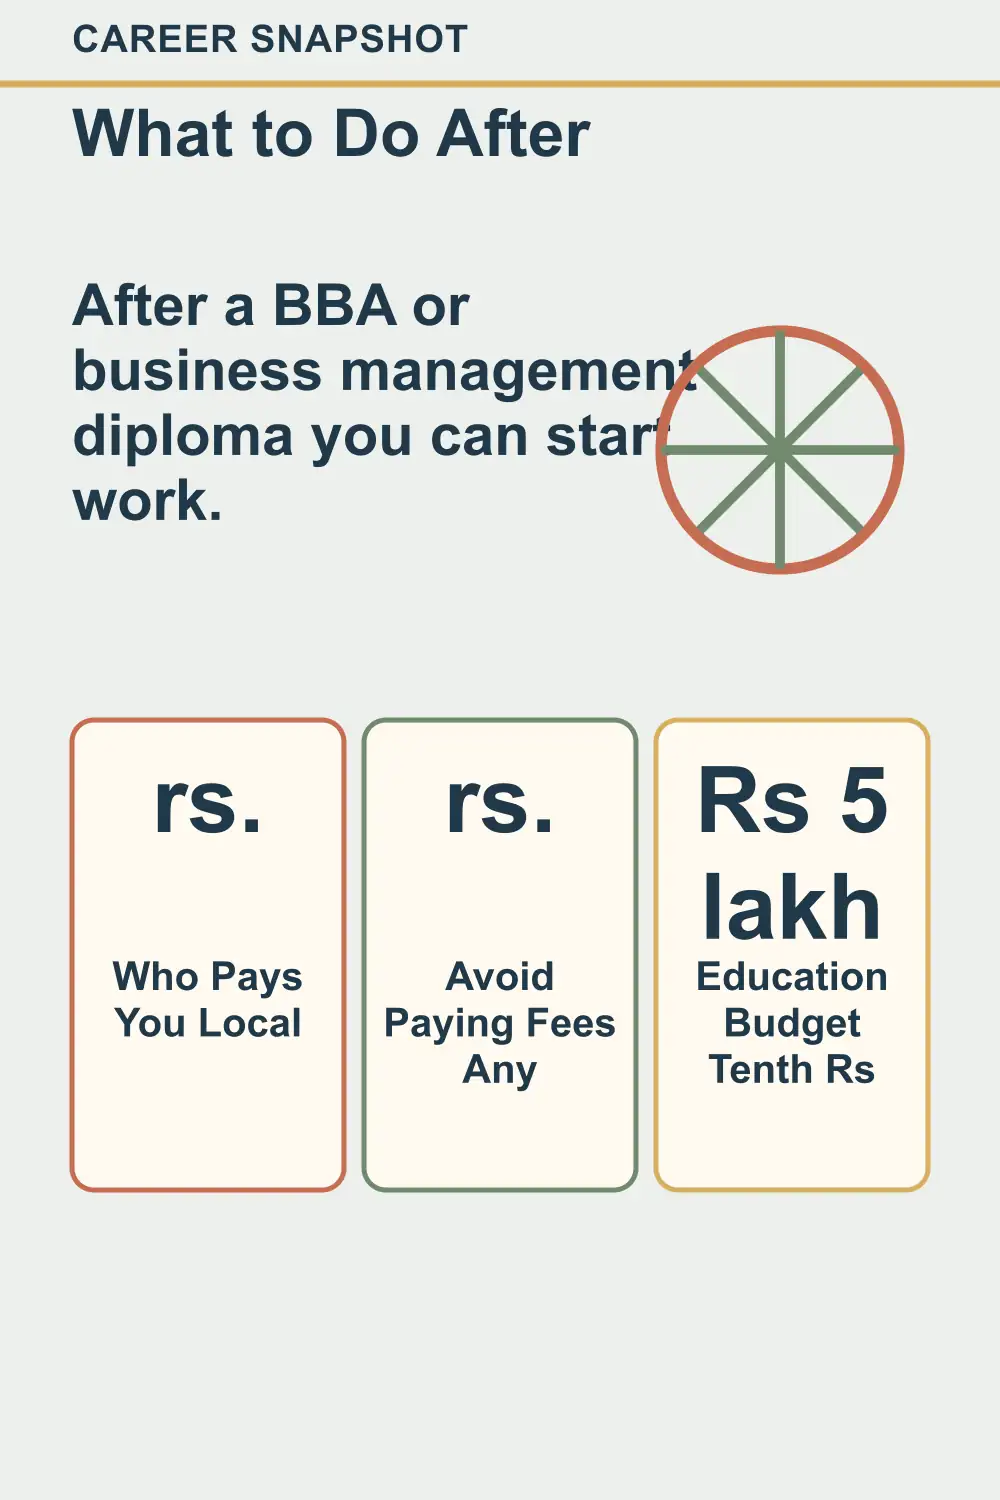 CAREER SNAPSHOT
What to Do After
After a BBA or
business management
diploma you can start
work.
rs.
Who Pays
You Local
rs.
Avoid
Paying Fees
Any
Rs 5
lakh
Education
Budget
Tenth Rs